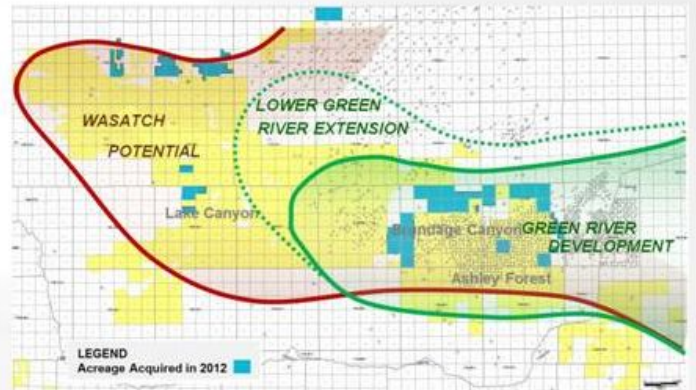 WASATCH
POTENTIAL
LOWER GREEN
RIVER EXTENSION
Lake Canyon
Brundage Canyon
GREEN RIVER
DEVELOPMENT
Ashley Forest
LEGEND
Acreage Acquired in 2012